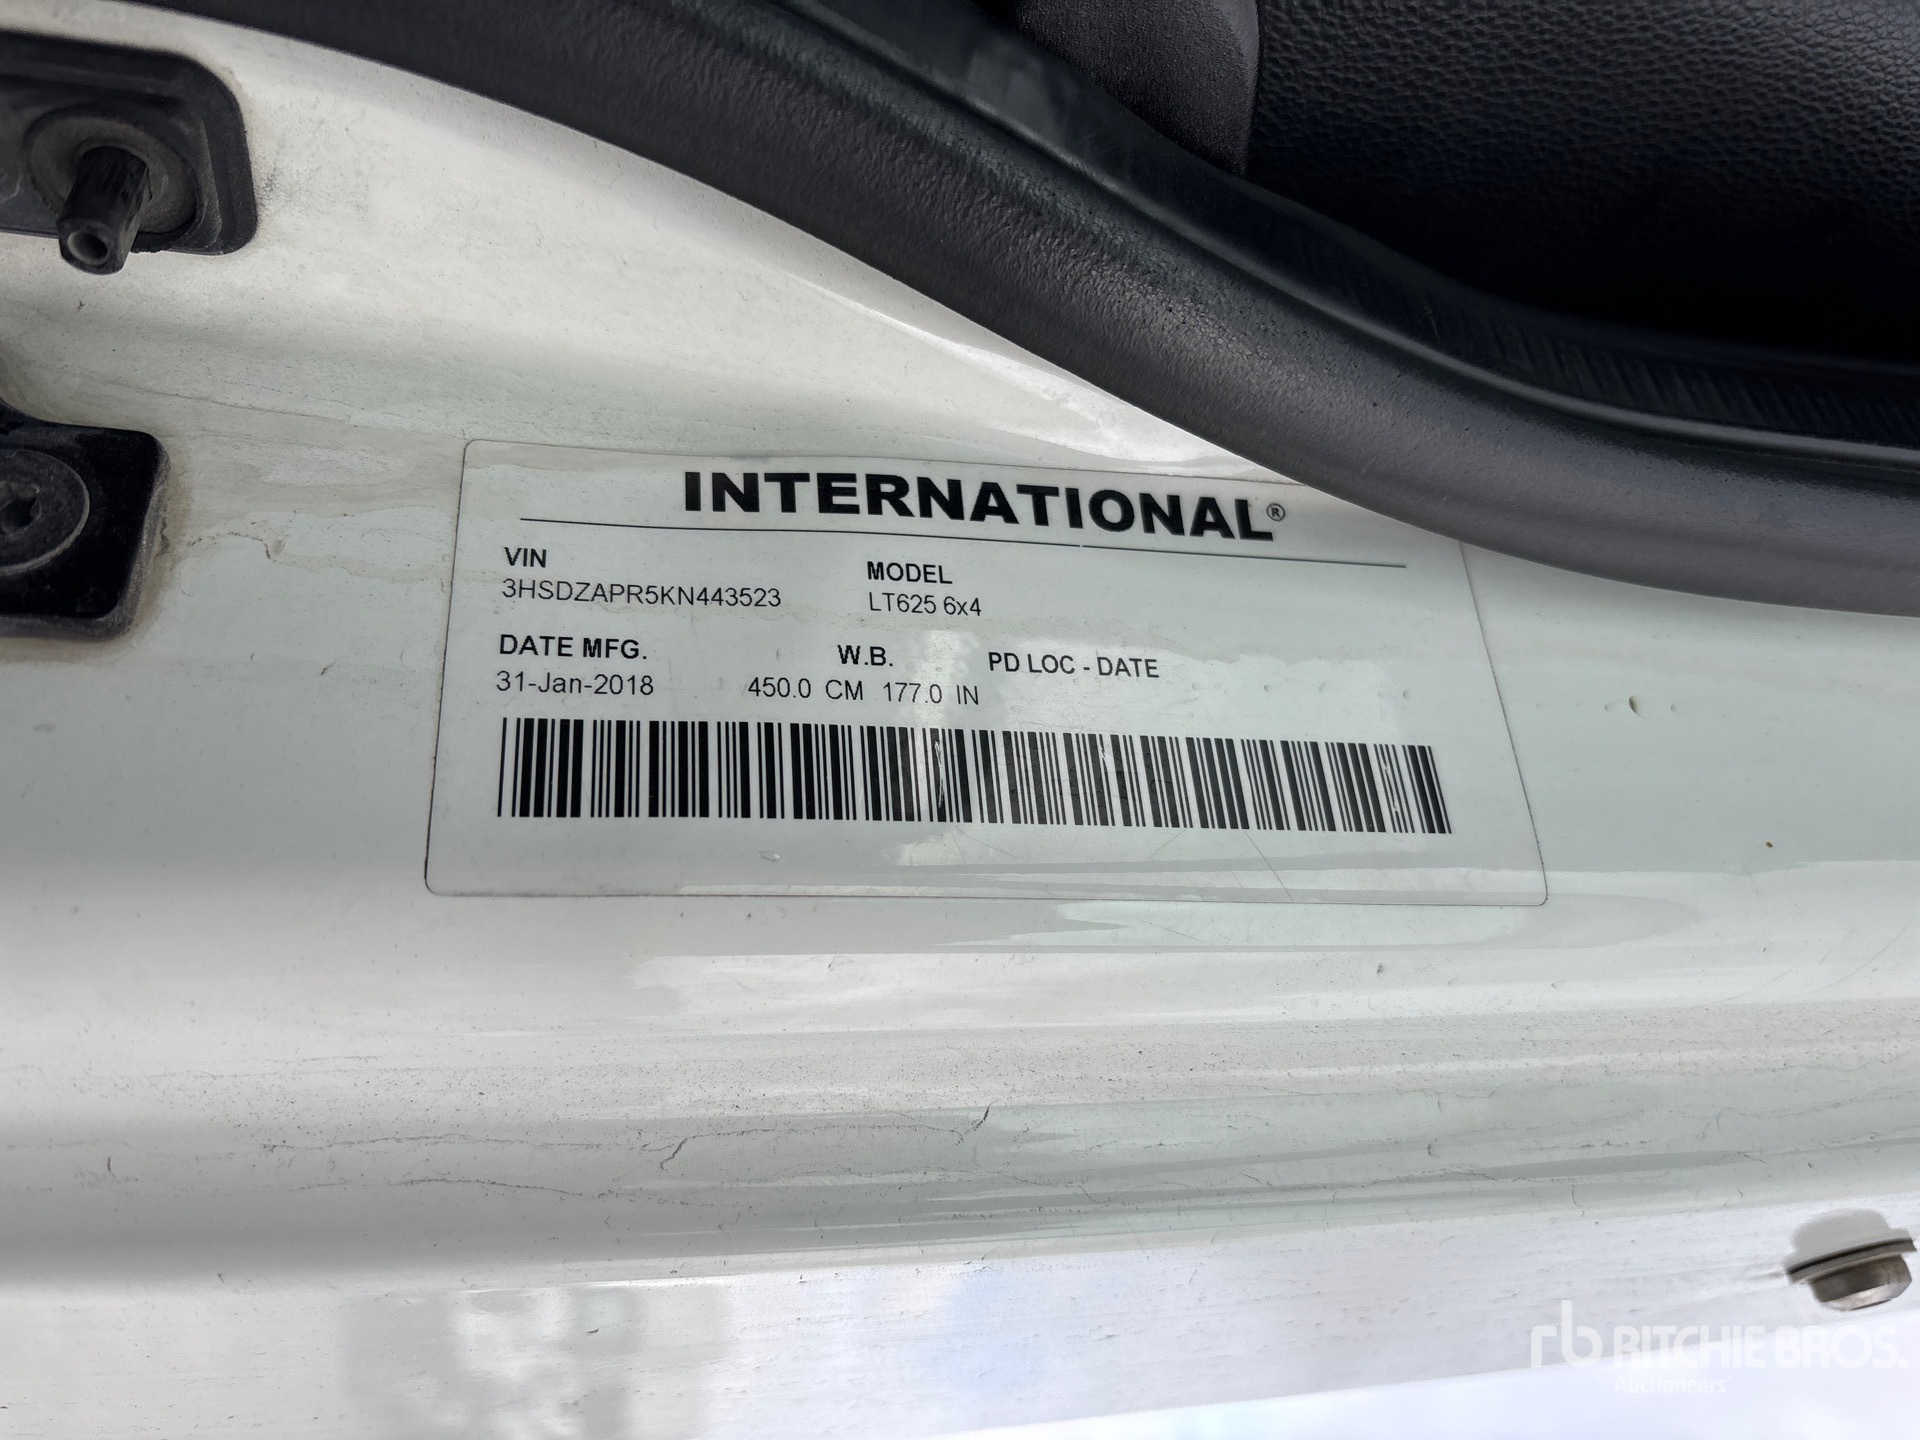 INTERNATIONAL®
VIN MODEL
3HSDZAPR5KN443523 LT625 6x4
DATE MFG. W.B. PD LOC - DATE
31-Jan-2018 450.0 CM 177.0 IN
rb RITCHIE BROS.
Auctioneers